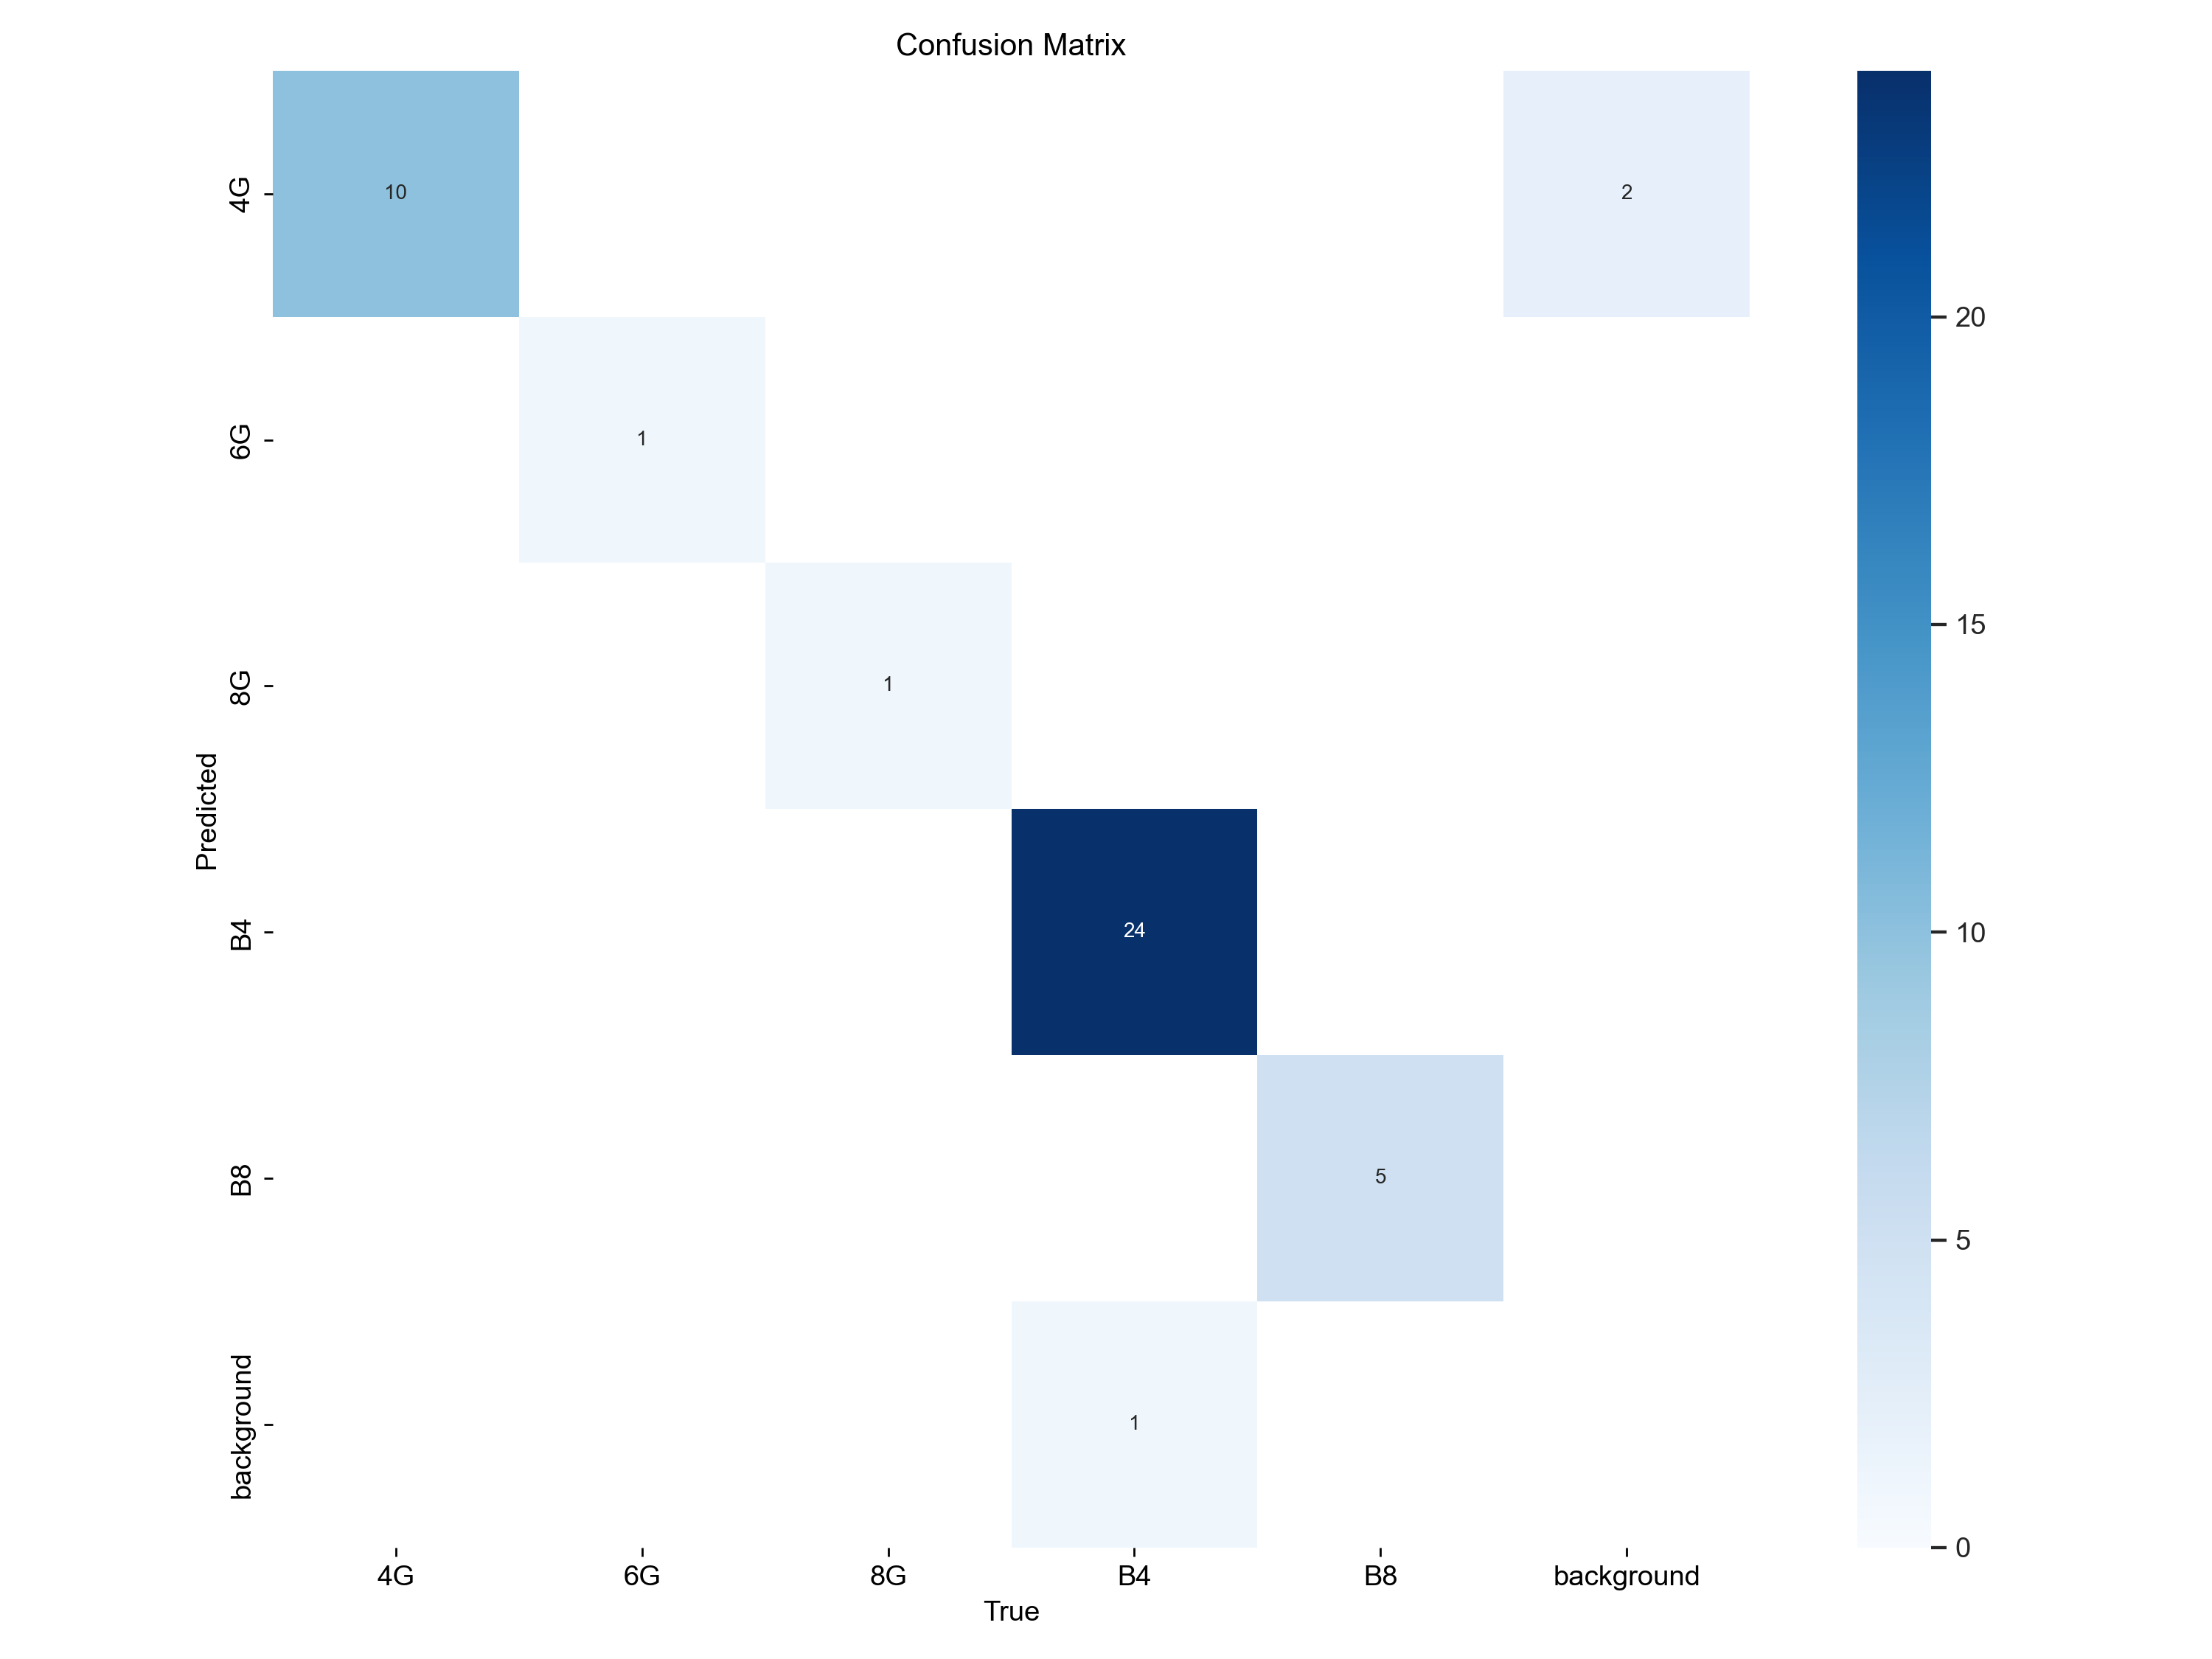 Confusion Matrix
4G
10
2
6G
1
8G
1
B4
24
B8
5
background
1
Predicted
4G 6G 8G B4 B8 background
True
20
15
10
5
0